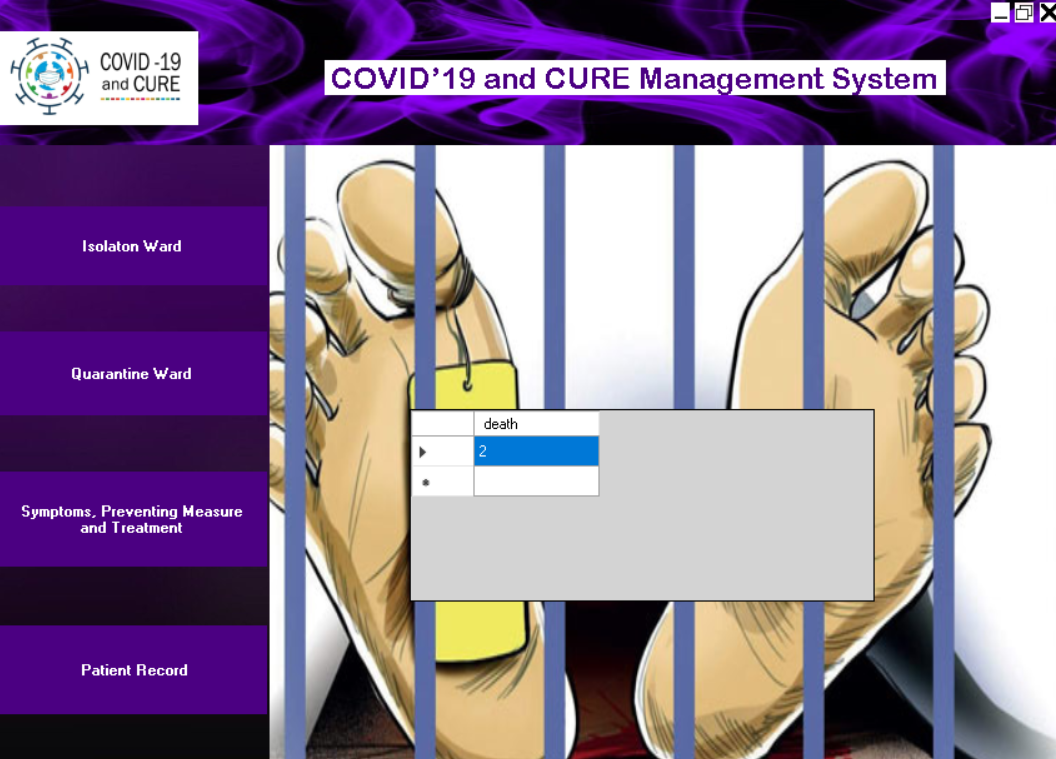 COVID -19
and CURE
COVID'19 and CURE Management System
Isolaton Ward
Quarantine Ward
Symptoms, Preventing Measure
and Treatment
Patient Record
death
2